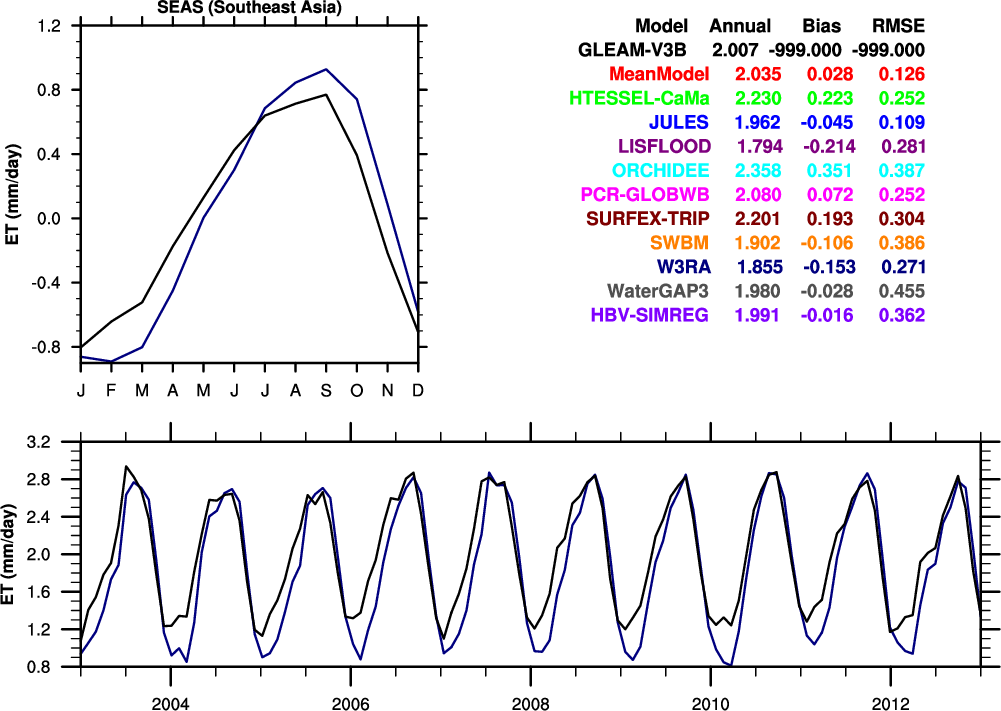 SEAS (Southeast Asia)
1.2
0.8
0.4
0.0
-0.4
-0.8
ET (mm/day)
J F M A M J J A S O N D
Model Annual Bias RMSE
GLEAM-V3B 2.007 -999.000 -999.000
MeanModel 2.035 0.028 0.126
HTESSEL-CaMa 2.230 0.223 0.252
JULES 1.962 -0.045 0.109
LISFLOOD 1.794 -0.214 0.281
ORCHIDEE 2.358 0.351 0.387
PCR-GLOBWB 2.080 0.072 0.252
SURFEX-TRIP 2.201 0.193 0.304
SWBM 1.902 -0.106 0.386
W3RA 1.855 -0.153 0.271
WaterGAP3 1.980 -0.028 0.455
HBV-SIMREG 1.991 -0.016 0.362
3.2
2.8
2.4
2.0
1.6
1.2
0.8
ET (mm/day)
2004 2006 2008 2010 2012